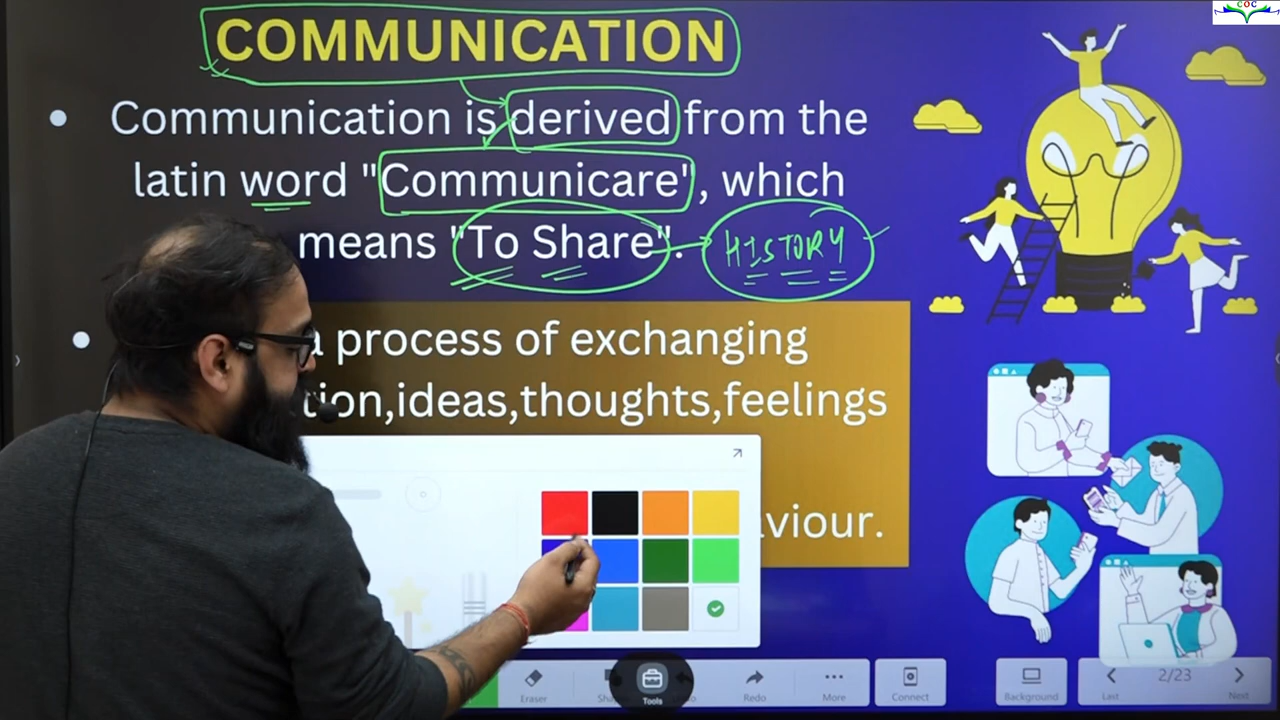 COC
COMMUNICATION
• Communication is derived from the
latin word "Communicare", which
means "To Share". HISTORY
• a process of exchanging
tion,ideas,thoughts,feelings
viour.
Eraser
Redo
More
Tools
Connect
Background
Last
2/23
Next